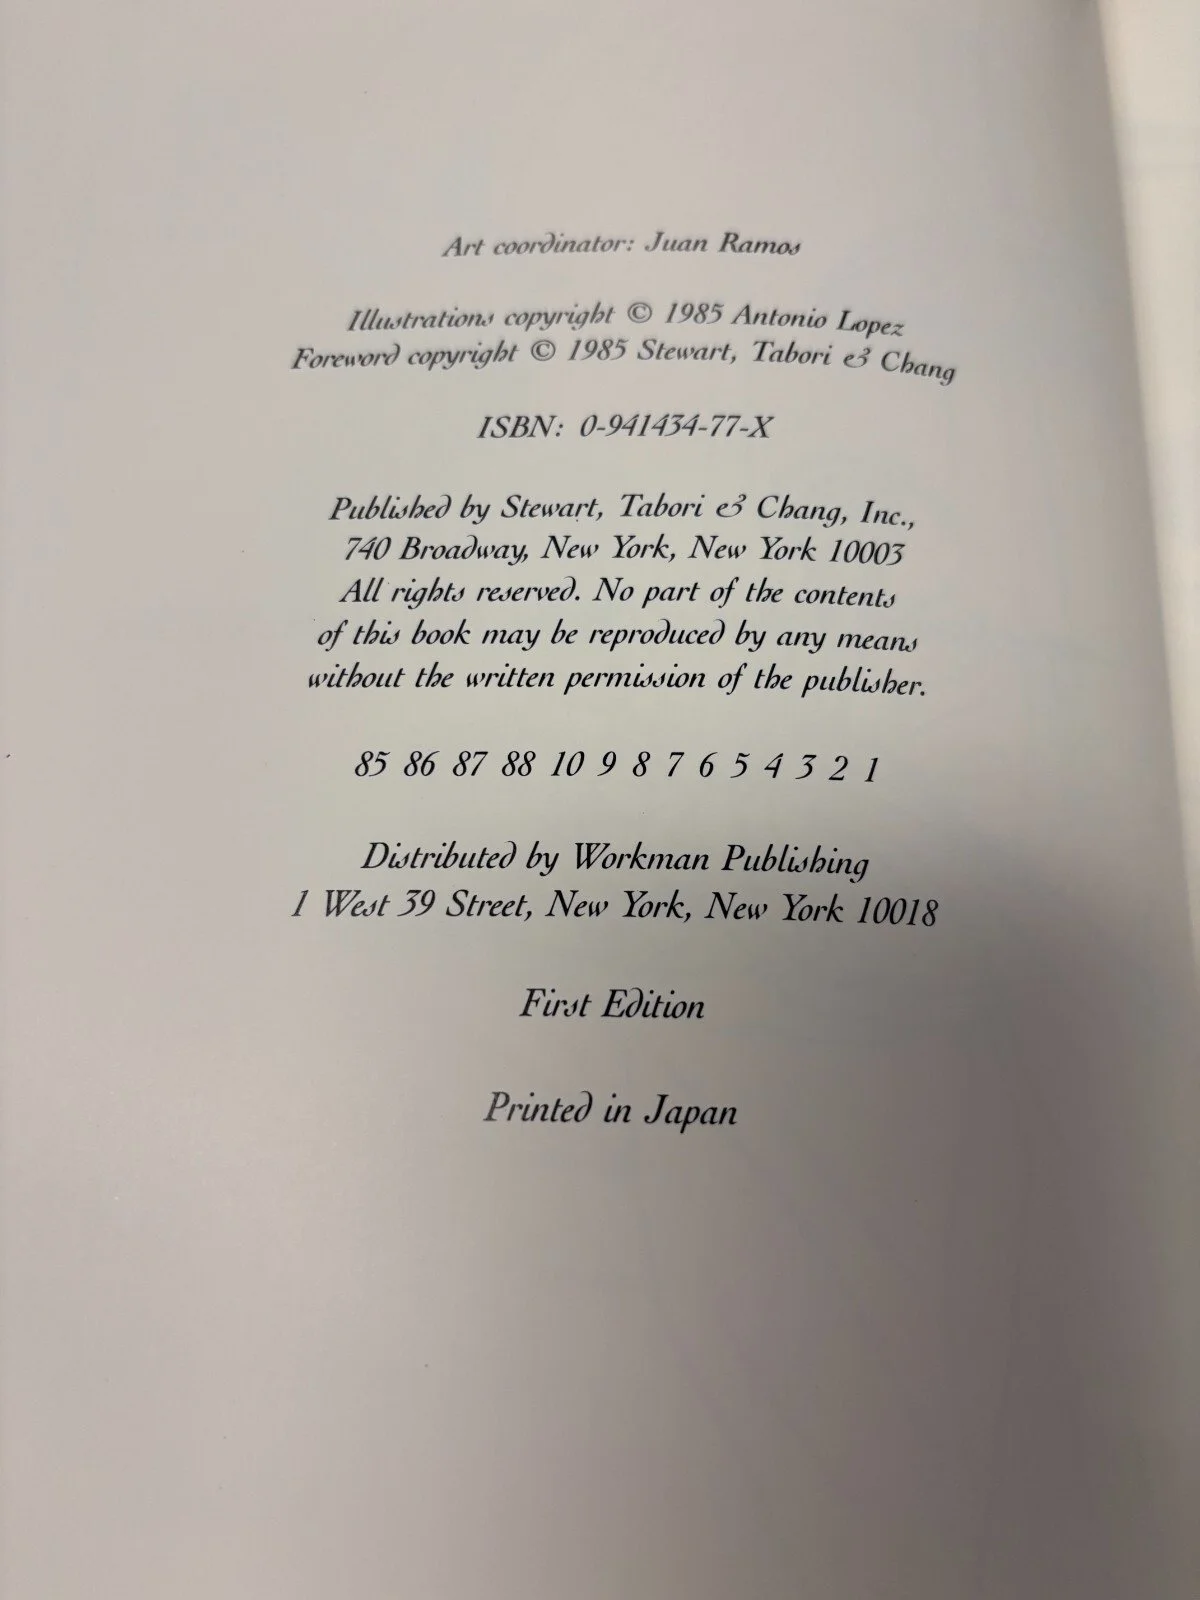 Art coordinator: Juan Ramos
Illustrations copyright © 1985 Antonio Lopez
Foreword copyright © 1985 Stewart, Tabori & Chang
ISBN: 0-941434-77-X
Published by Stewart, Tabori & Chang, Inc.,
740 Broadway, New York, New York 10003
All rights reserved. No part of the contents
of this book may be reproduced by any means
without the written permission of the publisher.
85 86 87 88 10 9 8 7 6 5 4 3 2 1
Distributed by Workman Publishing
1 West 39 Street, New York, New York 10018
First Edition
Printed in Japan